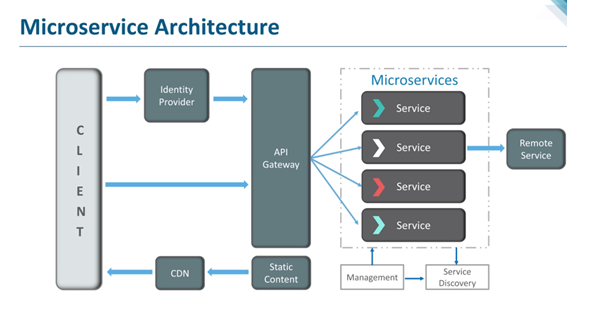 Microservice Architecture
C
L
I
E
N
T
Identity
Provider
API
Gateway
Microservices
Service
Service
Service
Service
Remote
Service
CDN
Static
Content
Management
Service
Discovery